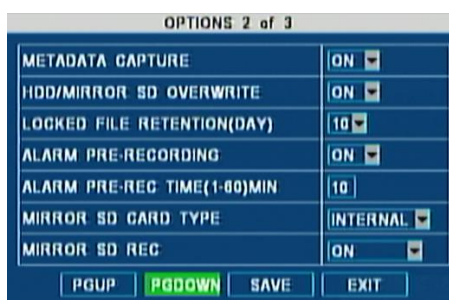 OPTIONS 2 of 3
METADATA CAPTURE ON
HDD/MIRROR SD OVERWRITE ON
LOCKED FILE RETENTION(DAY) 10
ALARM PRE-RECORDING ON
ALARM PRE-REC TIME(1-60)MIN 10
MIRROR SD CARD TYPE INTERNAL
MIRROR SD REC ON
PGUP PGDOWN SAVE EXIT